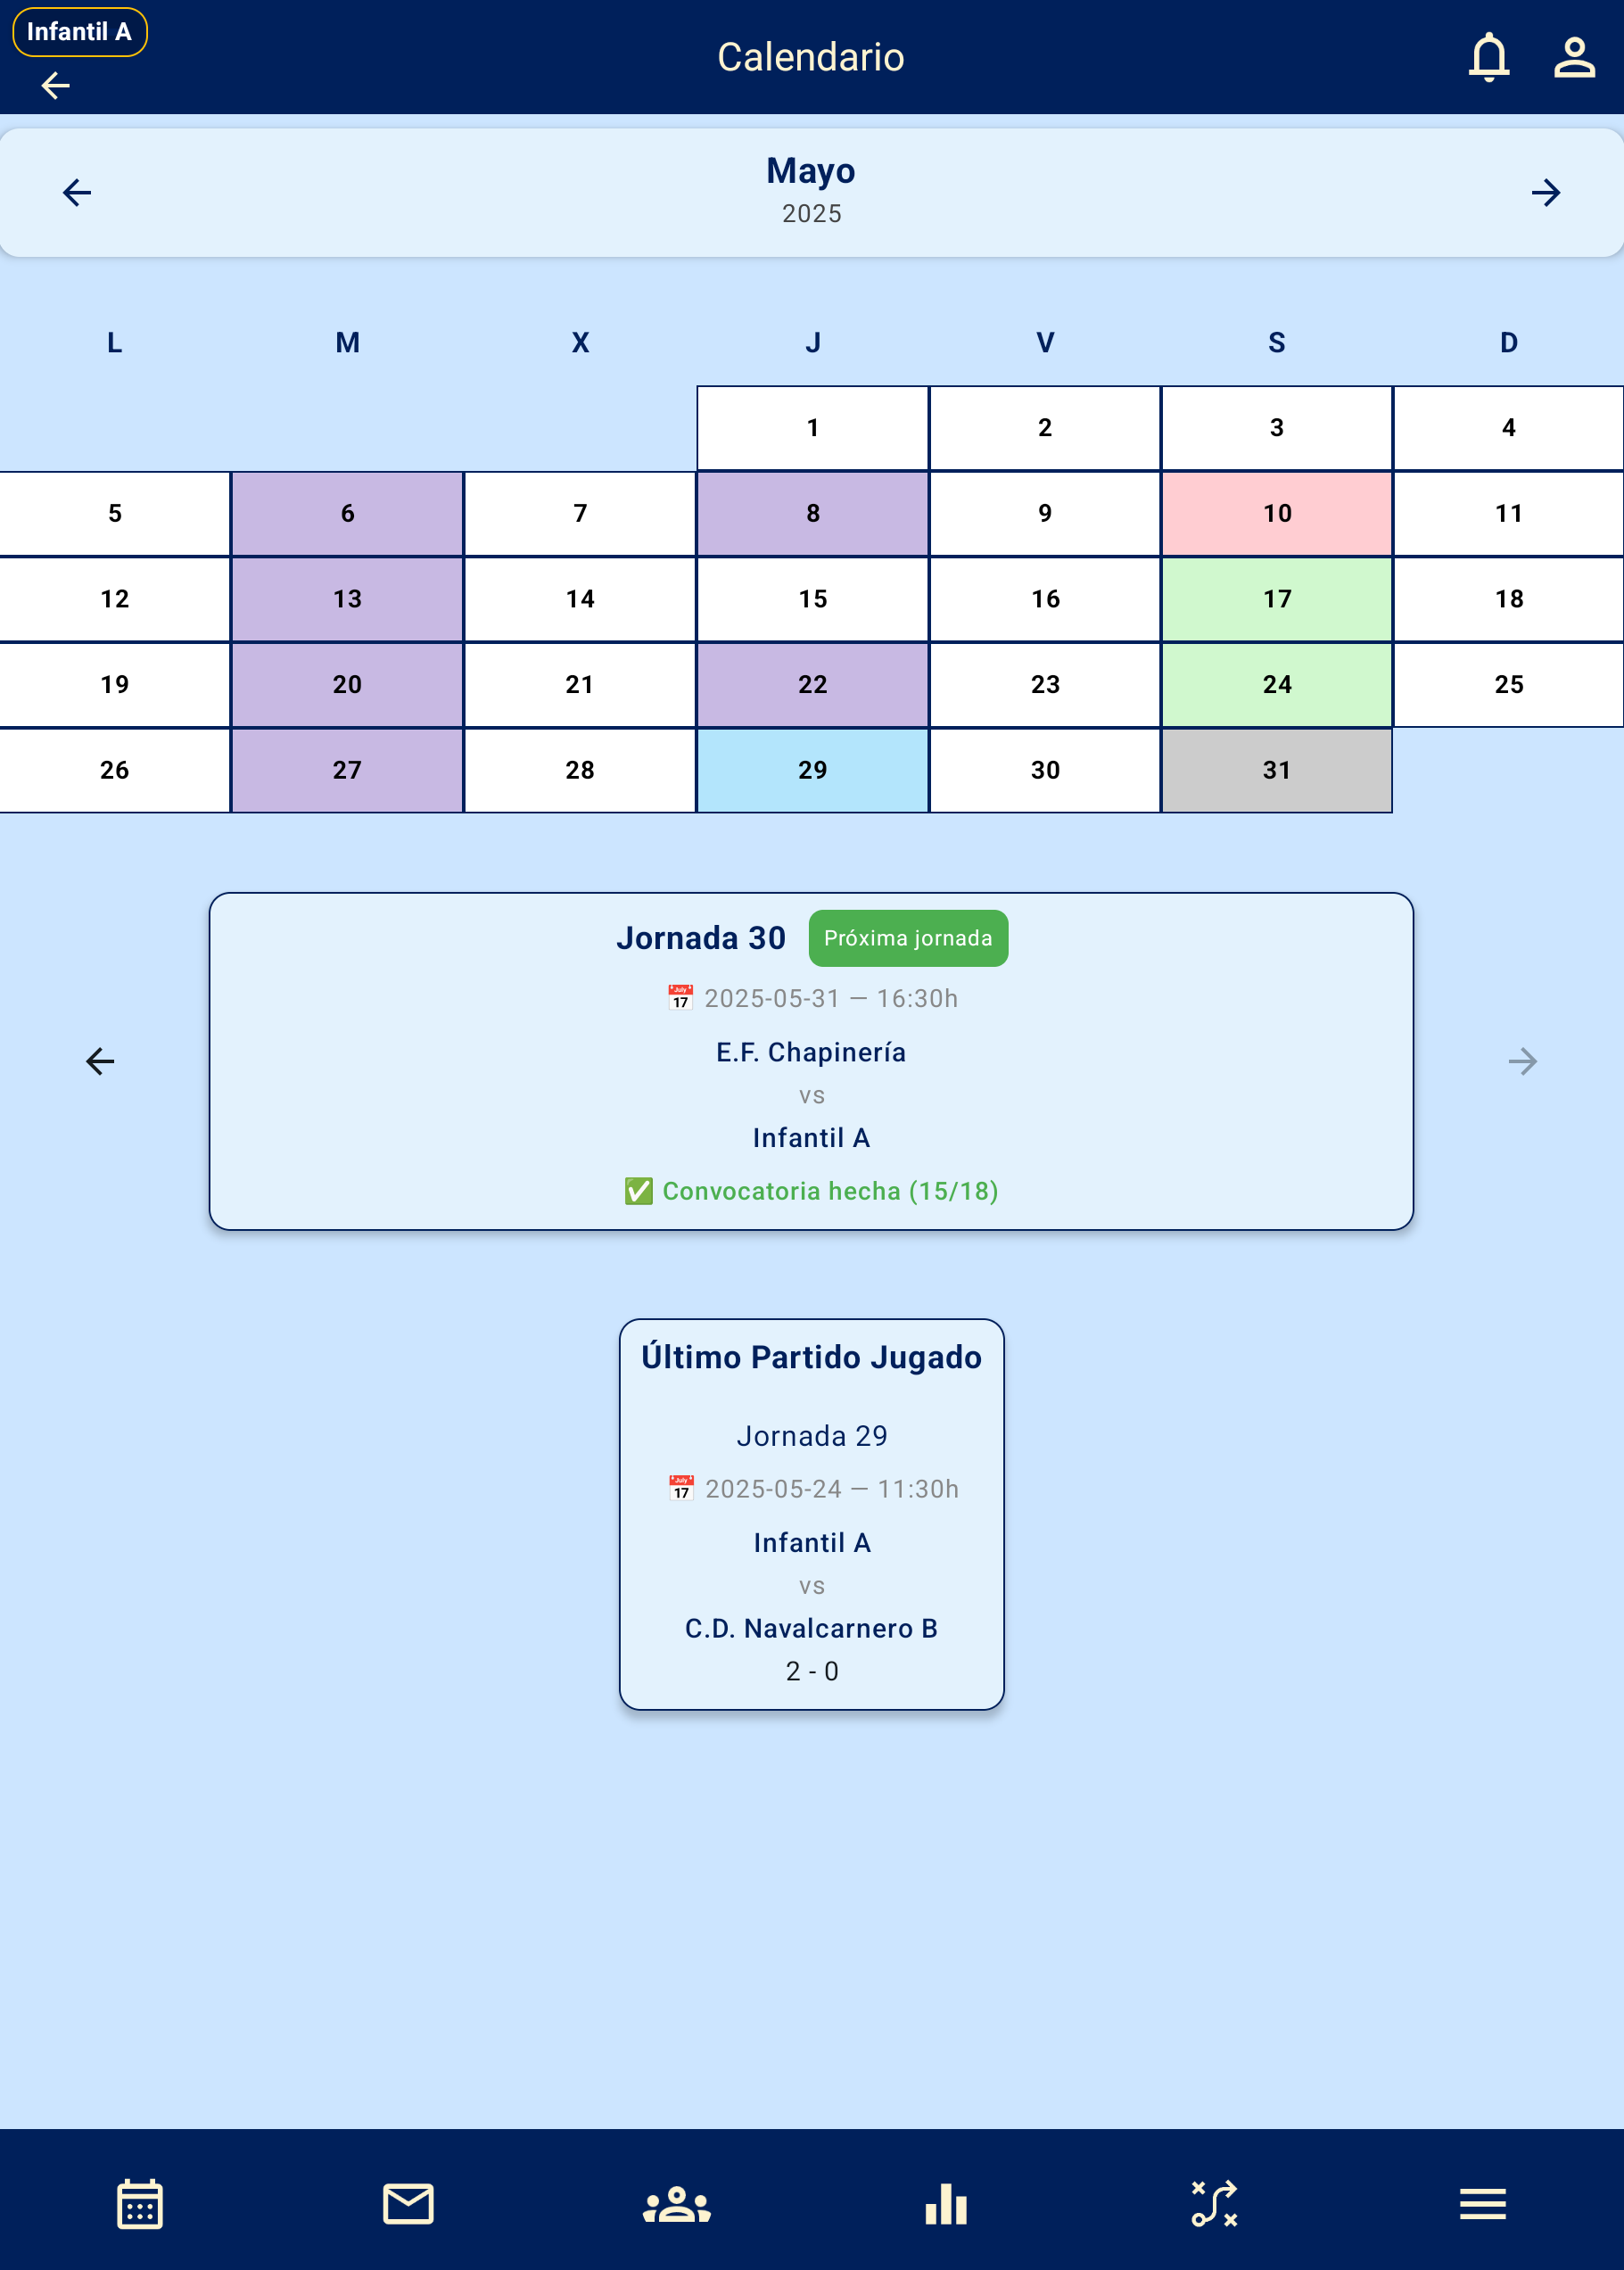 Infantil A
Calendario
Mayo
2025
L M X J V S D
1 2 3 4
5 6 7 8 9 10 11
12 13 14 15 16 17 18
19 20 21 22 23 24 25
26 27 28 29 30 31
Jornada 30 Próxima jornada
📅 2025-05-31 — 16:30h
E.F. Chapinería
vs
Infantil A
✅ Convocatoria hecha (15/18)
Último Partido Jugado
Jornada 29
📅 2025-05-24 — 11:30h
Infantil A
vs
C.D. Navalcarnero B
2 - 0